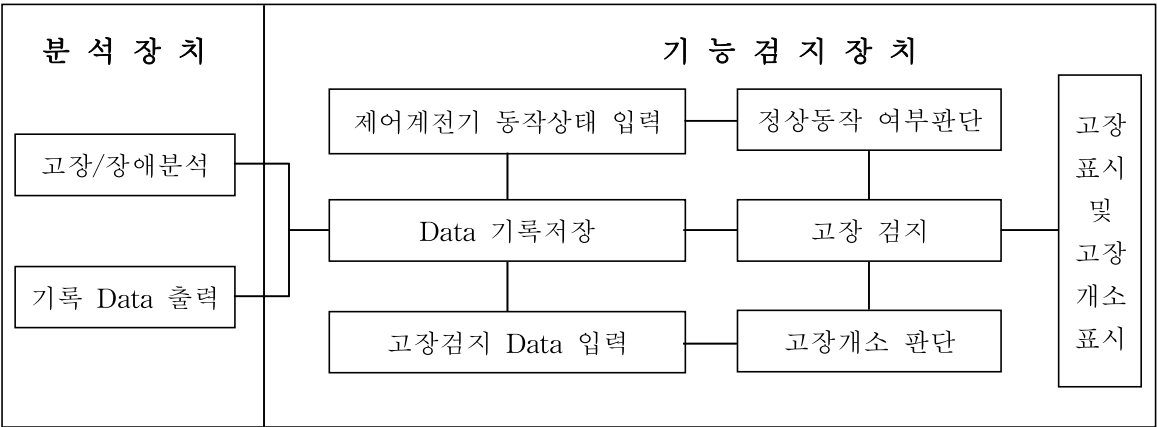 분 석 장 치
기 능 검 지 장 치
고장/장애분석
기록 Data 출력
제어계전기 동작상태 입력
정상동작 여부판단
Data 기록저장
고장 검지
고장검지 Data 입력
고장개소 판단
고장
표시
및
고장
개소
표시